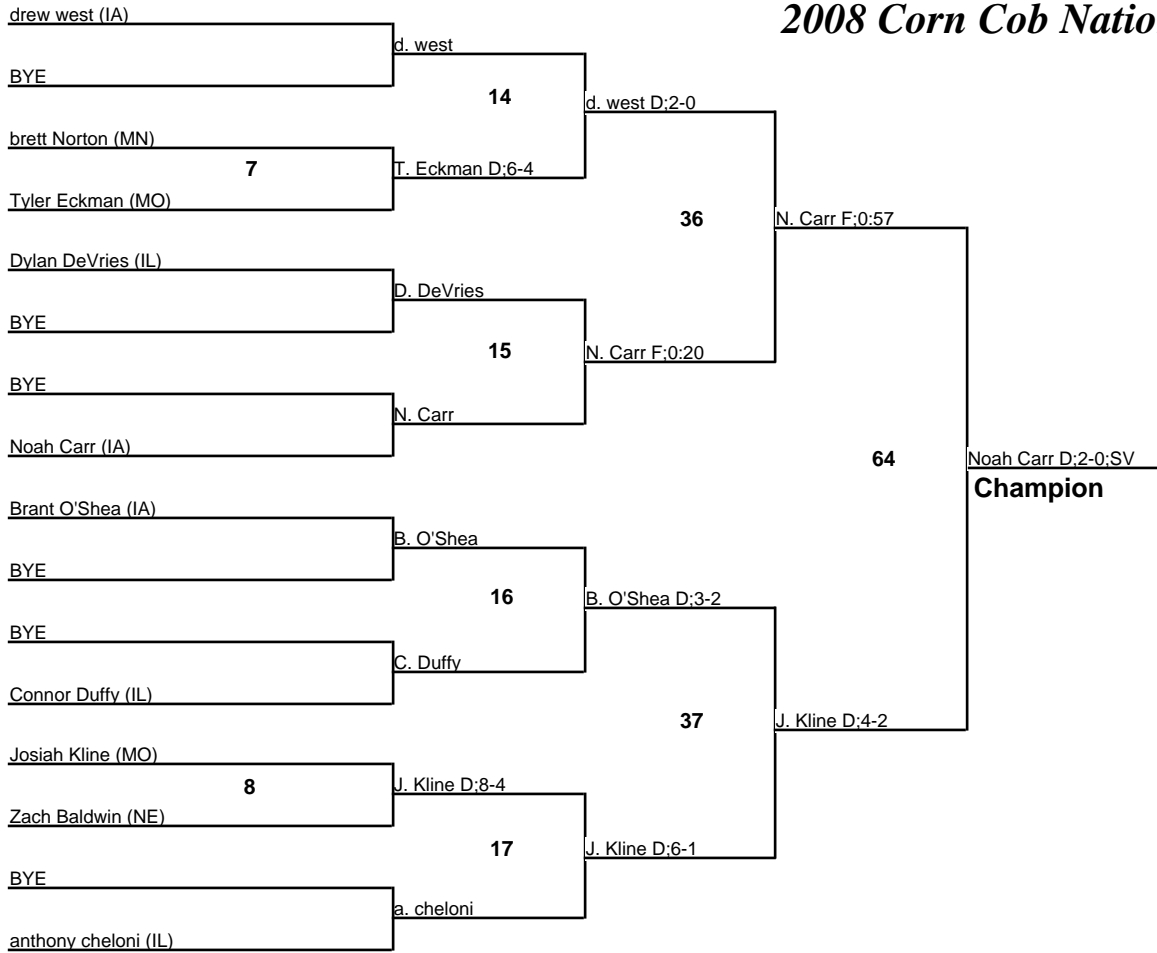 2008 Corn Cob Natio
drew west (IA)
d. west
BYE
14
d. west D;2-0
brett Norton (MN)
7
T. Eckman D;6-4
Tyler Eckman (MO)
36
N. Carr F;0:57
Dylan DeVries (IL)
D. DeVries
BYE
15
N. Carr F;0:20
BYE
N. Carr
Noah Carr (IA)
64
Noah Carr D;2-0;SV
Champion
Brant O'Shea (IA)
B. O'Shea
BYE
16
B. O'Shea D;3-2
BYE
C. Duffy
Connor Duffy (IL)
37
J. Kline D;4-2
Josiah Kline (MO)
8
J. Kline D;8-4
Zach Baldwin (NE)
17
J. Kline D;6-1
BYE
a. cheloni
anthony cheloni (IL)